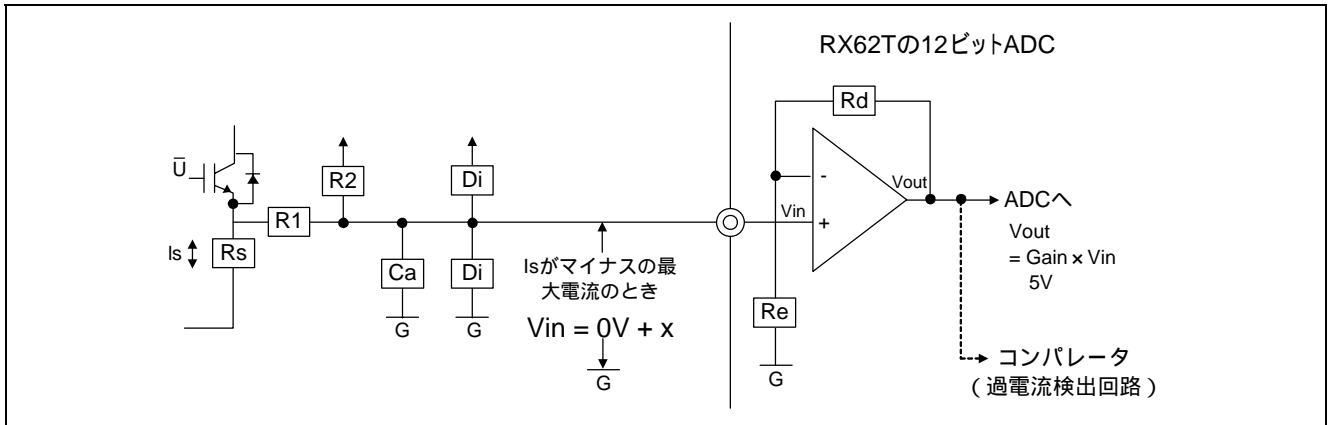 RX62Tの12ビットADC
Rd
U̅
R2
Di
Vout
ADCへ
Vin
-
+
R1
Is
Rs
Ca
Di
Isがマイナスの最
大電流のとき
Vin = 0V + x
Vout
= Gain × Vin
5V
Re
G
G
G
G
コンパレータ
(過電流検出回路)